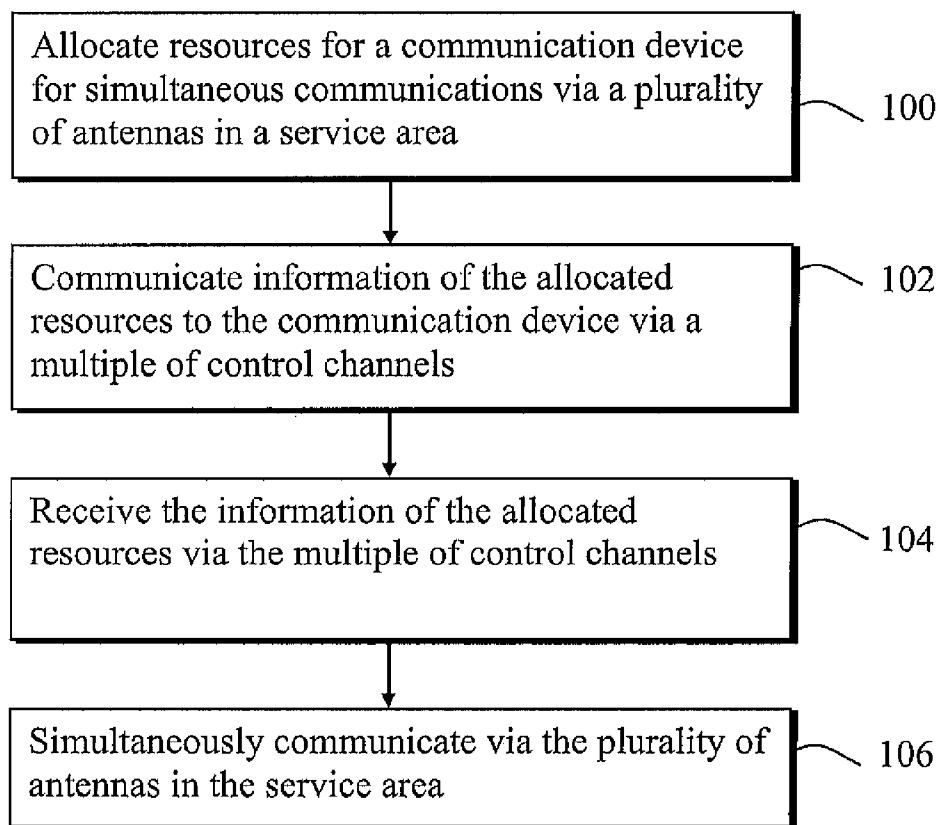 Allocate resources for a communication device
for simultaneous communications via a plurality
of antennas in a service area
100
Communicate information of the allocated
resources to the communication device via a
multiple of control channels
102
Receive the information of the allocated
resources via the multiple of control channels
104
Simultaneously communicate via the plurality of
antennas in the service area
106